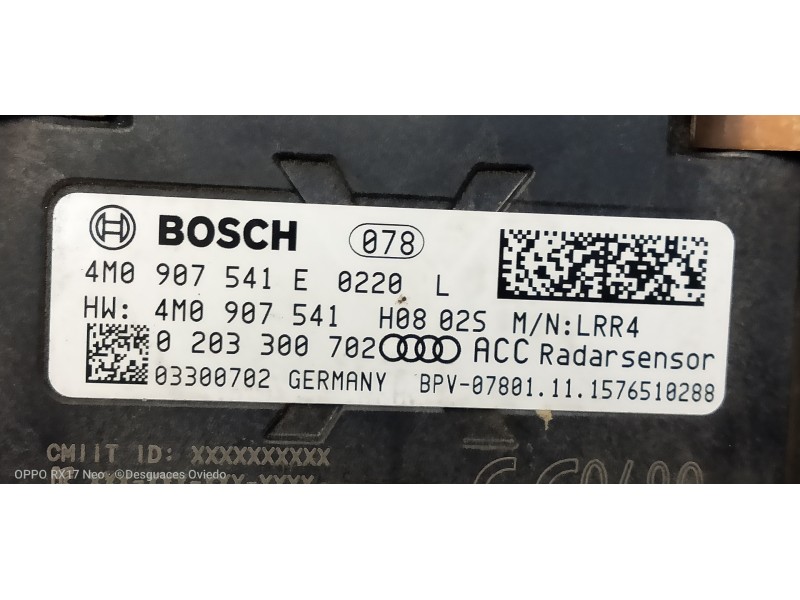 BOSCH 078
4M0 907 541 E 0220 L
HW: 4M0 907 541 H08 02S M/N:LRR4
0 203 300 702 ACC Radarsensor
03300702 GERMANY BPV-07801.11.1576510288
CMIIT ID: XXXXXXXXXX
OPPO RX17 Neo ©Desguaces Oviedo